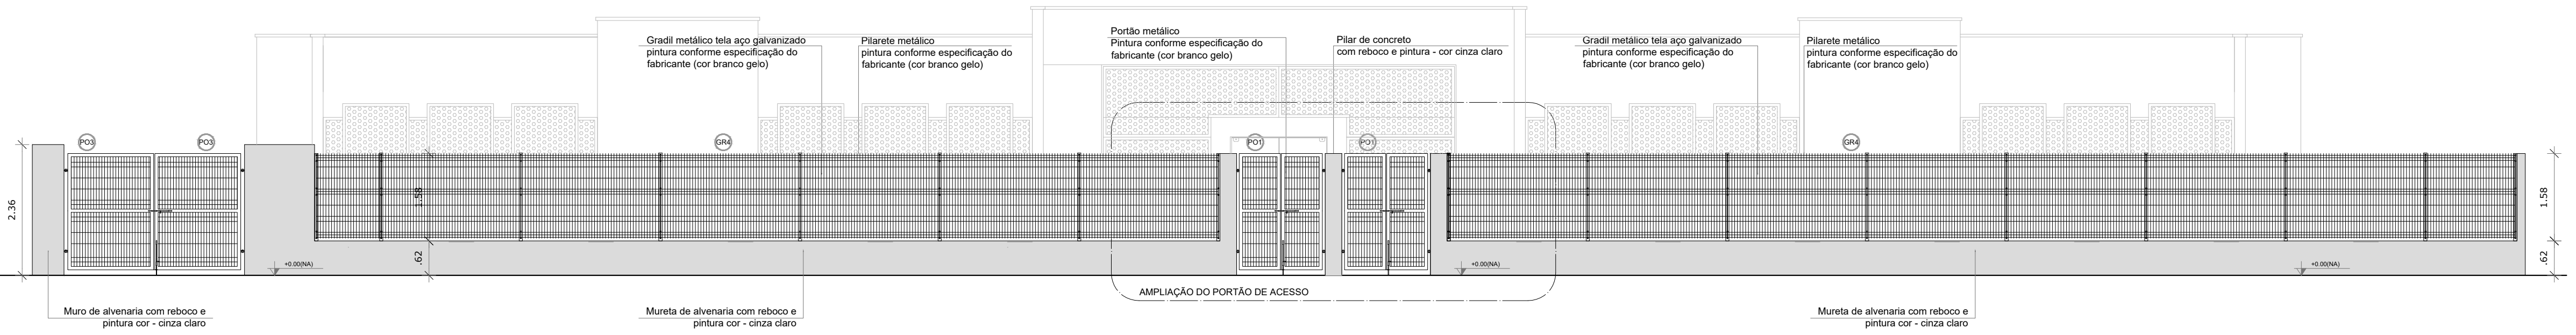 Gradil metálico tela aço galvanizado
pintura conforme especificação do
fabricante (cor branco gelo)
Pilarete metálico
pintura conforme especificação do
fabricante (cor branco gelo)
Portão metálico
Pintura conforme especificação do
fabricante (cor branco gelo)
Pilar de concreto
com reboco e pintura - cor cinza claro
Gradil metálico tela aço galvanizado
pintura conforme especificação do
fabricante (cor branco gelo)
Pilarete metálico
pintura conforme especificação do
fabricante (cor branco gelo)
PO3
PO3
GR4
PO1
PO1
GR4
2.36
1.58
.62
1.58
.62
+0.00(NA)
+0.00(NA)
+0.00(NA)
AMPLIAÇÃO DO PORTÃO DE ACESSO
Muro de alvenaria com reboco e
pintura cor - cinza claro
Mureta de alvenaria com reboco e
pintura cor - cinza claro
Mureta de alvenaria com reboco e
pintura cor - cinza claro